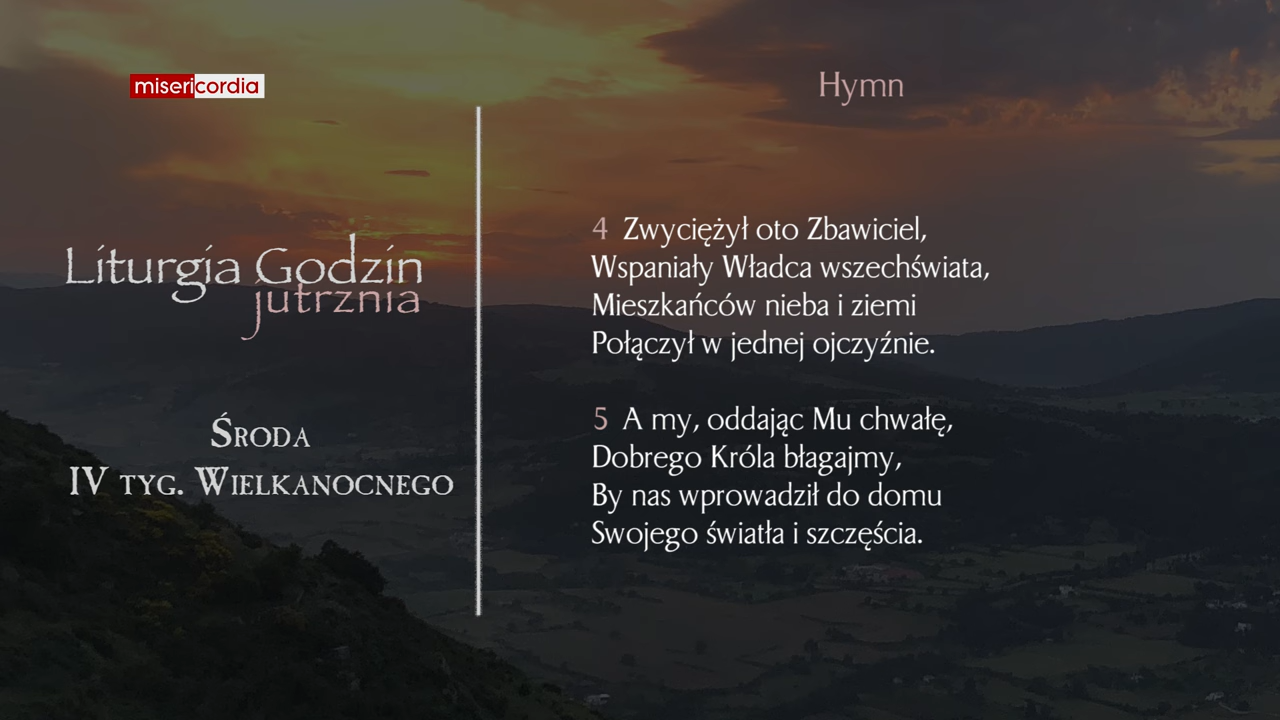 misericordia
Liturgia Godzin
jutrznia
Środa
IV tyg. Wielkanocnego
Hymn
4 Zwyciężył oto Zbawiciel,
Wspaniały Władca wszechświata,
Mieszkańców nieba i ziemi
Połączył w jednej ojczyźnie.
5 A my, oddając Mu chwałę,
Dobrego Króla błagajmy,
By nas wprowadził do domu
Swojego światła i szczęścia.